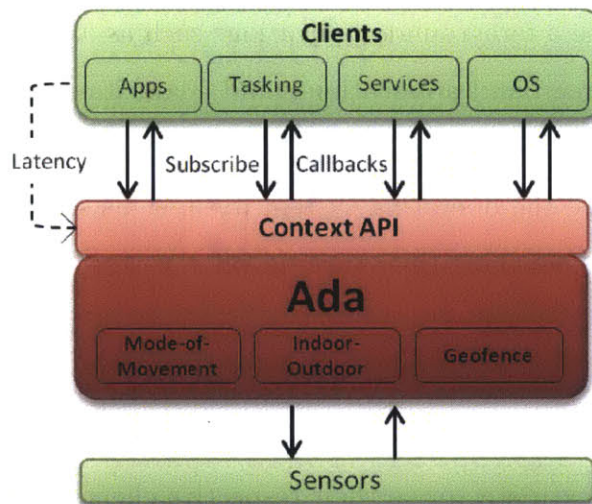 Clients
Apps
Tasking
Services
OS
Latency
Subscribe
Callbacks
Context API
Ada
Mode-of-
Movement
Indoor-
Outdoor
Geofence
Sensors